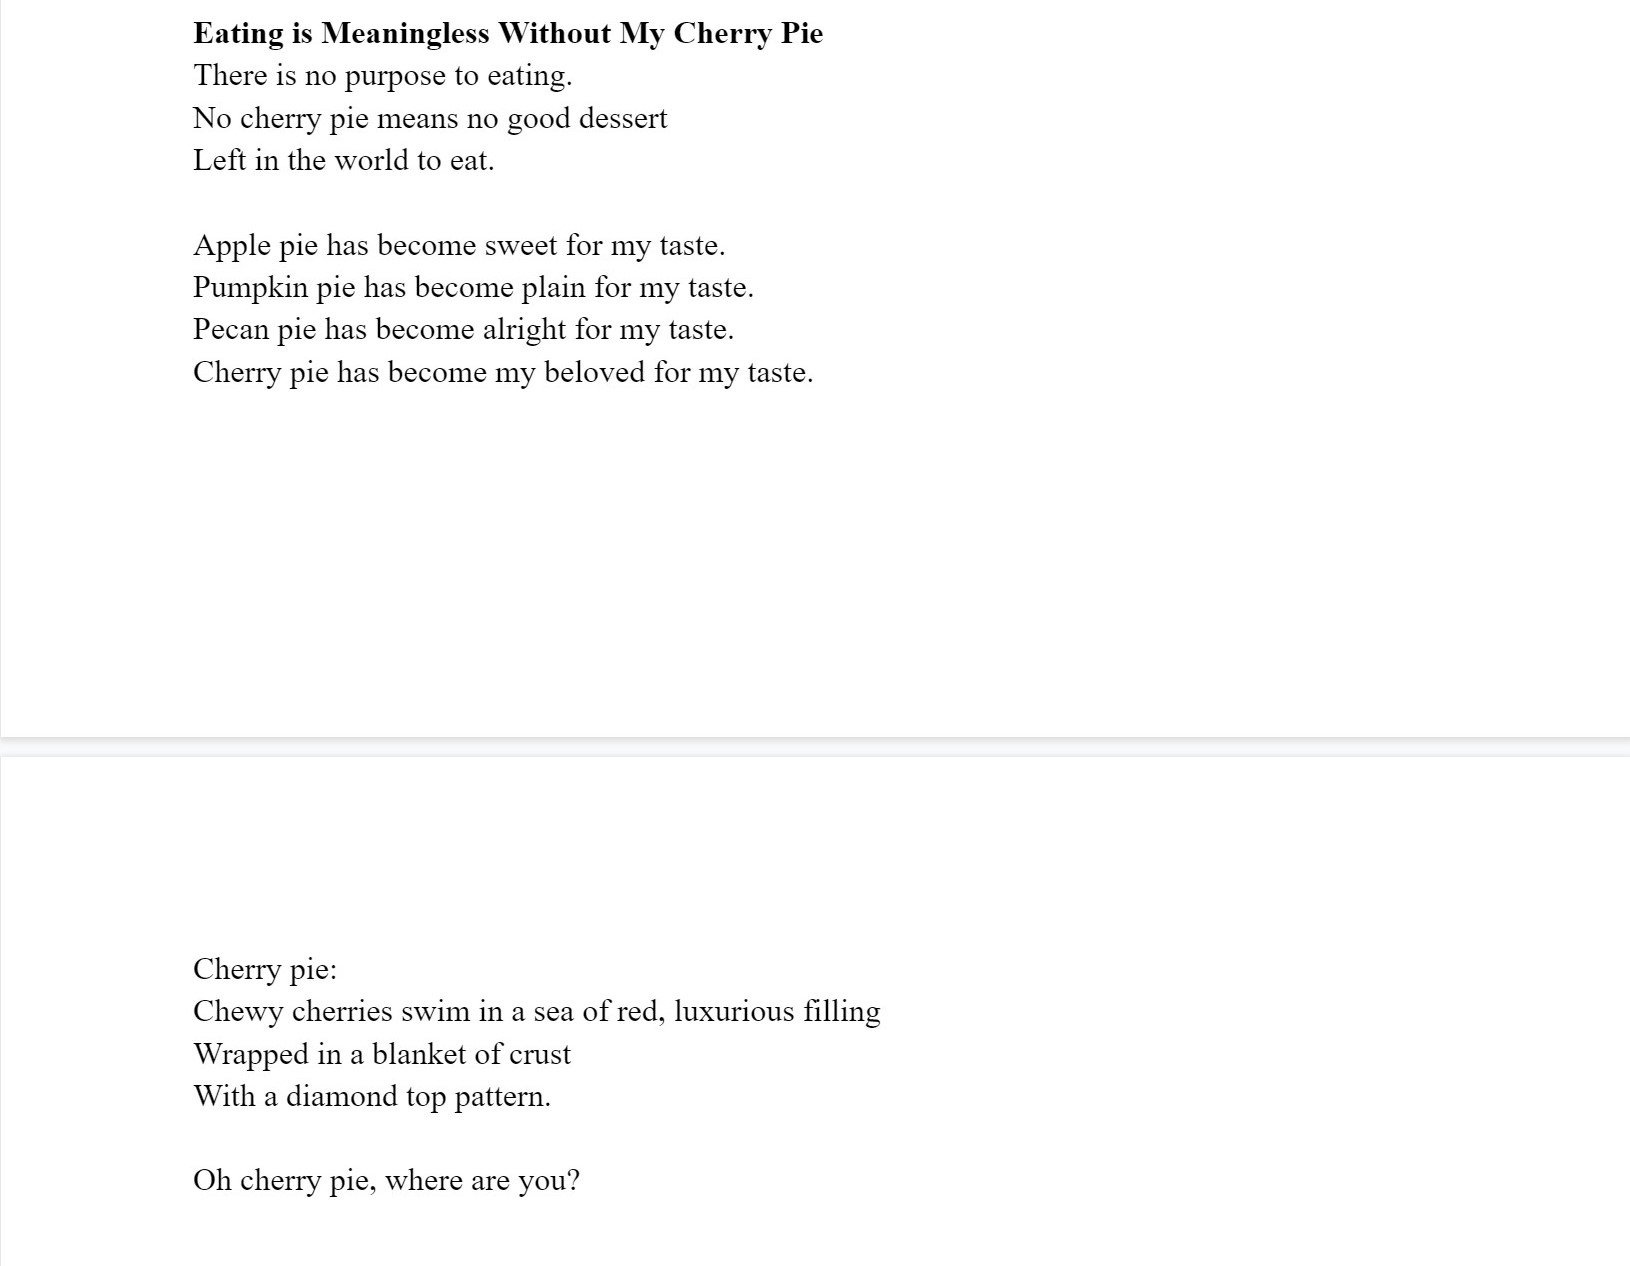 Eating is Meaningless Without My Cherry Pie
There is no purpose to eating.
No cherry pie means no good dessert
Left in the world to eat.
Apple pie has become sweet for my taste.
Pumpkin pie has become plain for my taste.
Pecan pie has become alright for my taste.
Cherry pie has become my beloved for my taste.
Cherry pie:
Chewy cherries swim in a sea of red, luxurious filling
Wrapped in a blanket of crust
With a diamond top pattern.
Oh cherry pie, where are you?